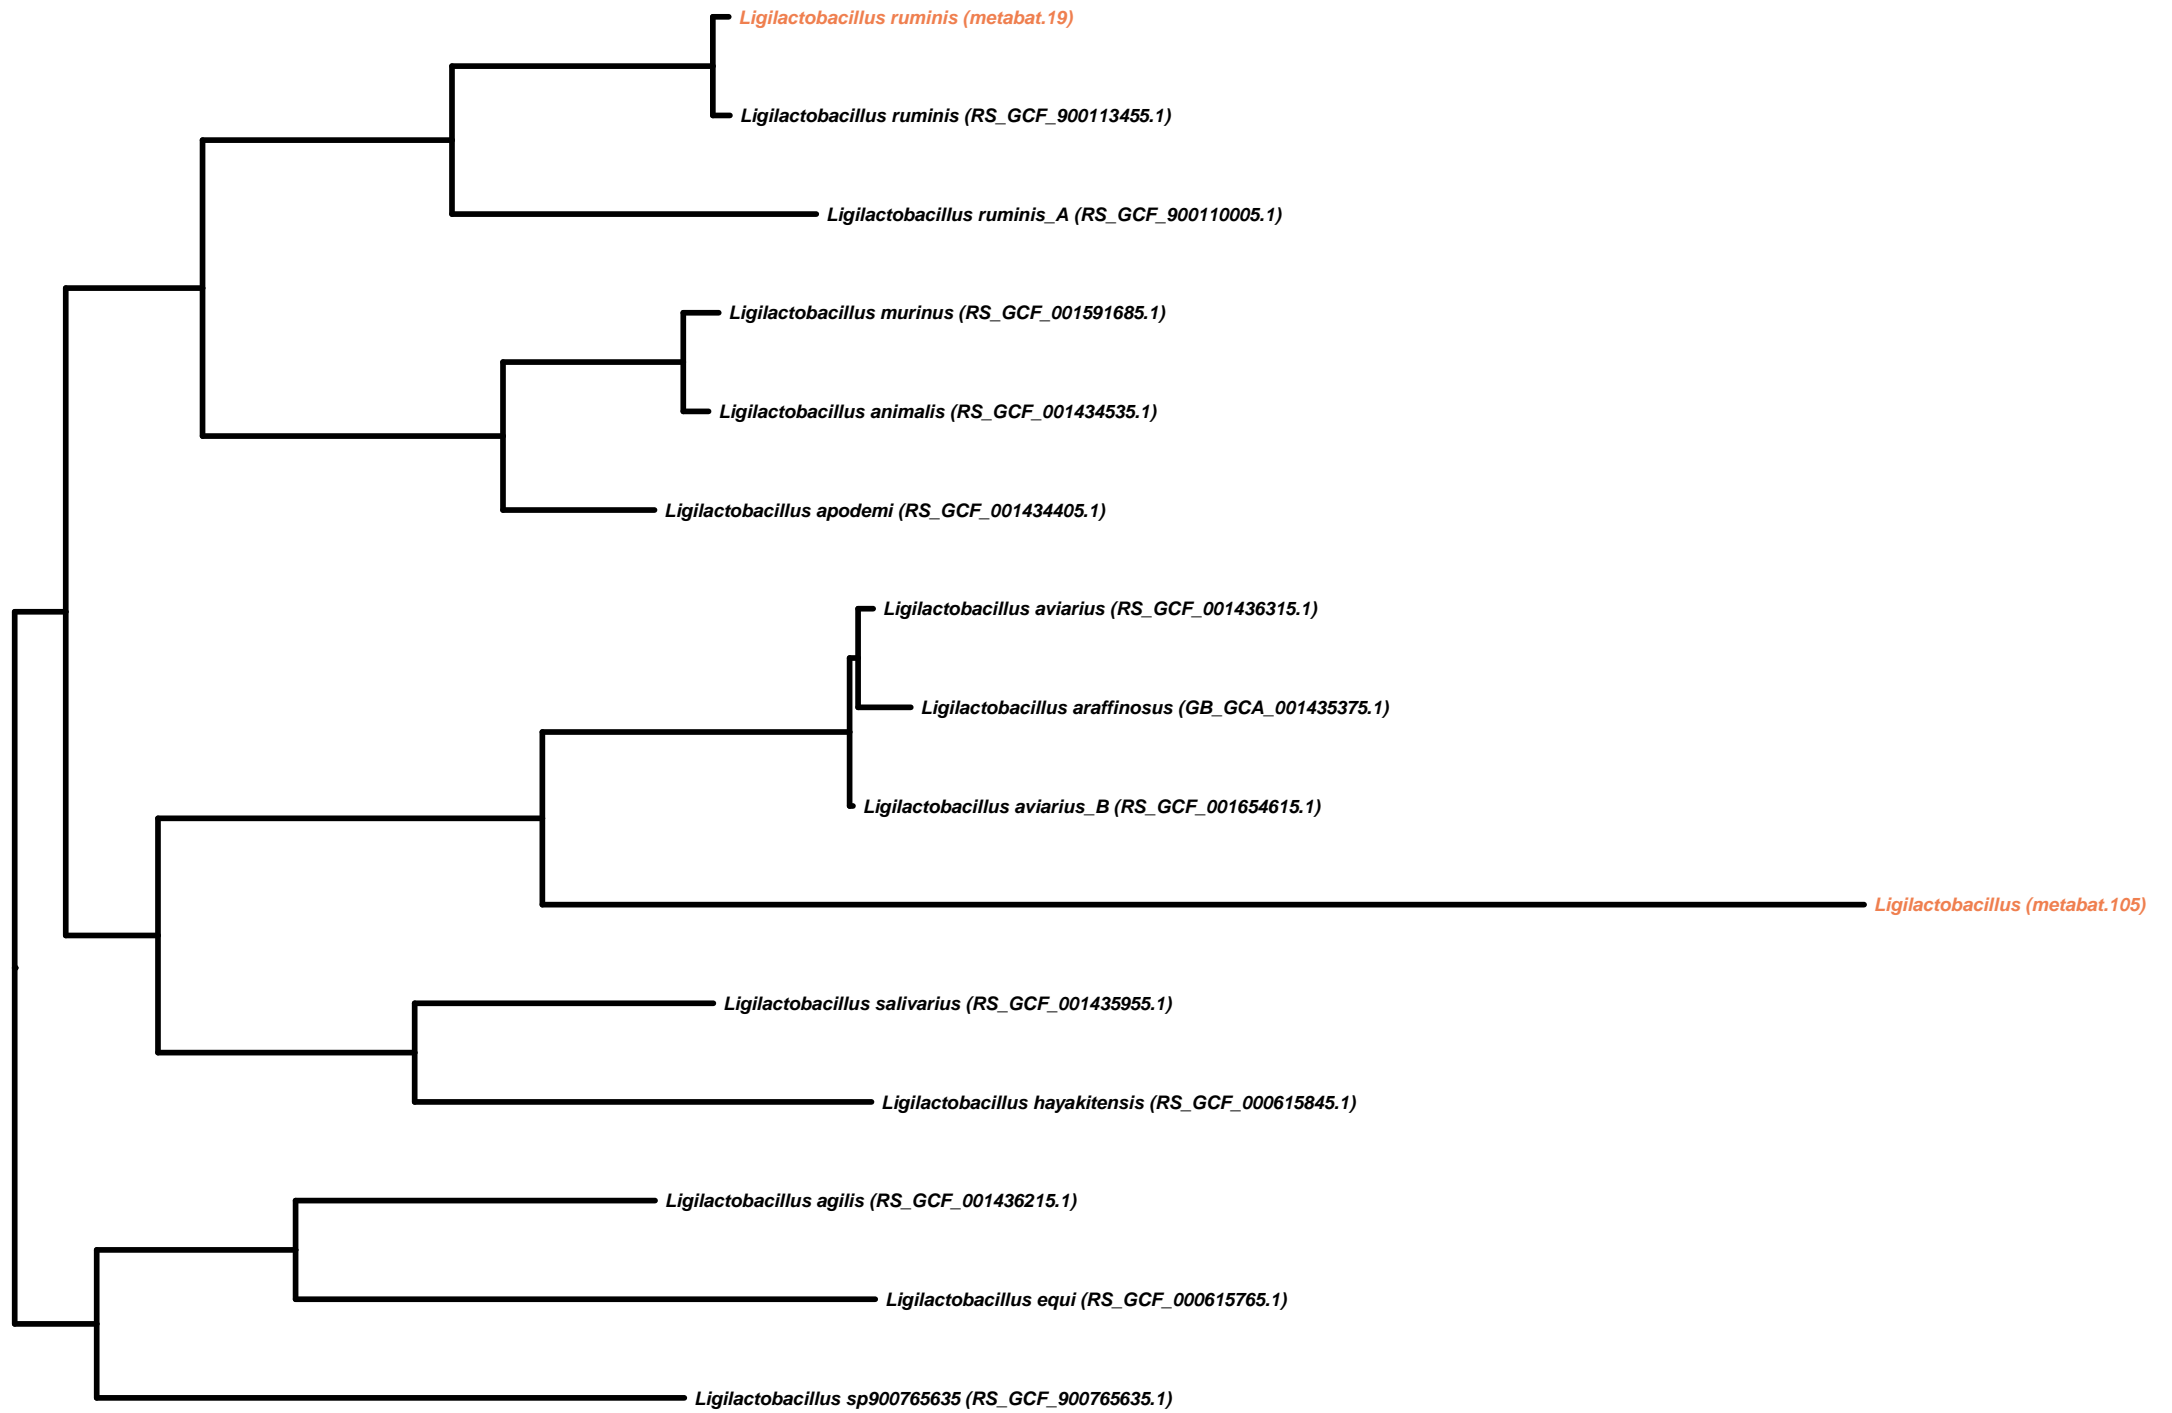 Ligilactobacillus ruminis (metabat.19)
Ligilactobacillus ruminis (RS_GCF_900113455.1)
Ligilactobacillus ruminis_A (RS_GCF_900110005.1)
Ligilactobacillus murinus (RS_GCF_001591685.1)
Ligilactobacillus animalis (RS_GCF_001434535.1)
Ligilactobacillus apodemi (RS_GCF_001434405.1)
Ligilactobacillus aviarius (RS_GCF_001436315.1)
Ligilactobacillus araffinosus (GB_GCA_001435375.1)
Ligilactobacillus aviarius_B (RS_GCF_001654615.1)
Ligilactobacillus (metabat.105)
Ligilactobacillus salivarius (RS_GCF_001435955.1)
Ligilactobacillus hayakitensis (RS_GCF_000615845.1)
Ligilactobacillus agilis (RS_GCF_001436215.1)
Ligilactobacillus equi (RS_GCF_000615765.1)
Ligilactobacillus sp900765635 (RS_GCF_900765635.1)